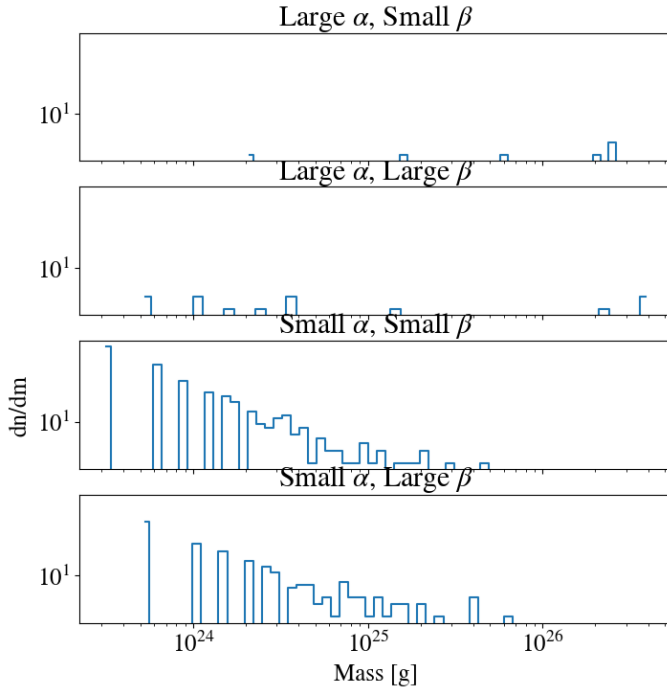 Large α, Small β
10¹
Large α, Large β
10¹
Small α, Small β
10¹
dn/dm
Small α, Large β
10¹
10²⁴ 10²⁵ 10²⁶
Mass [g]